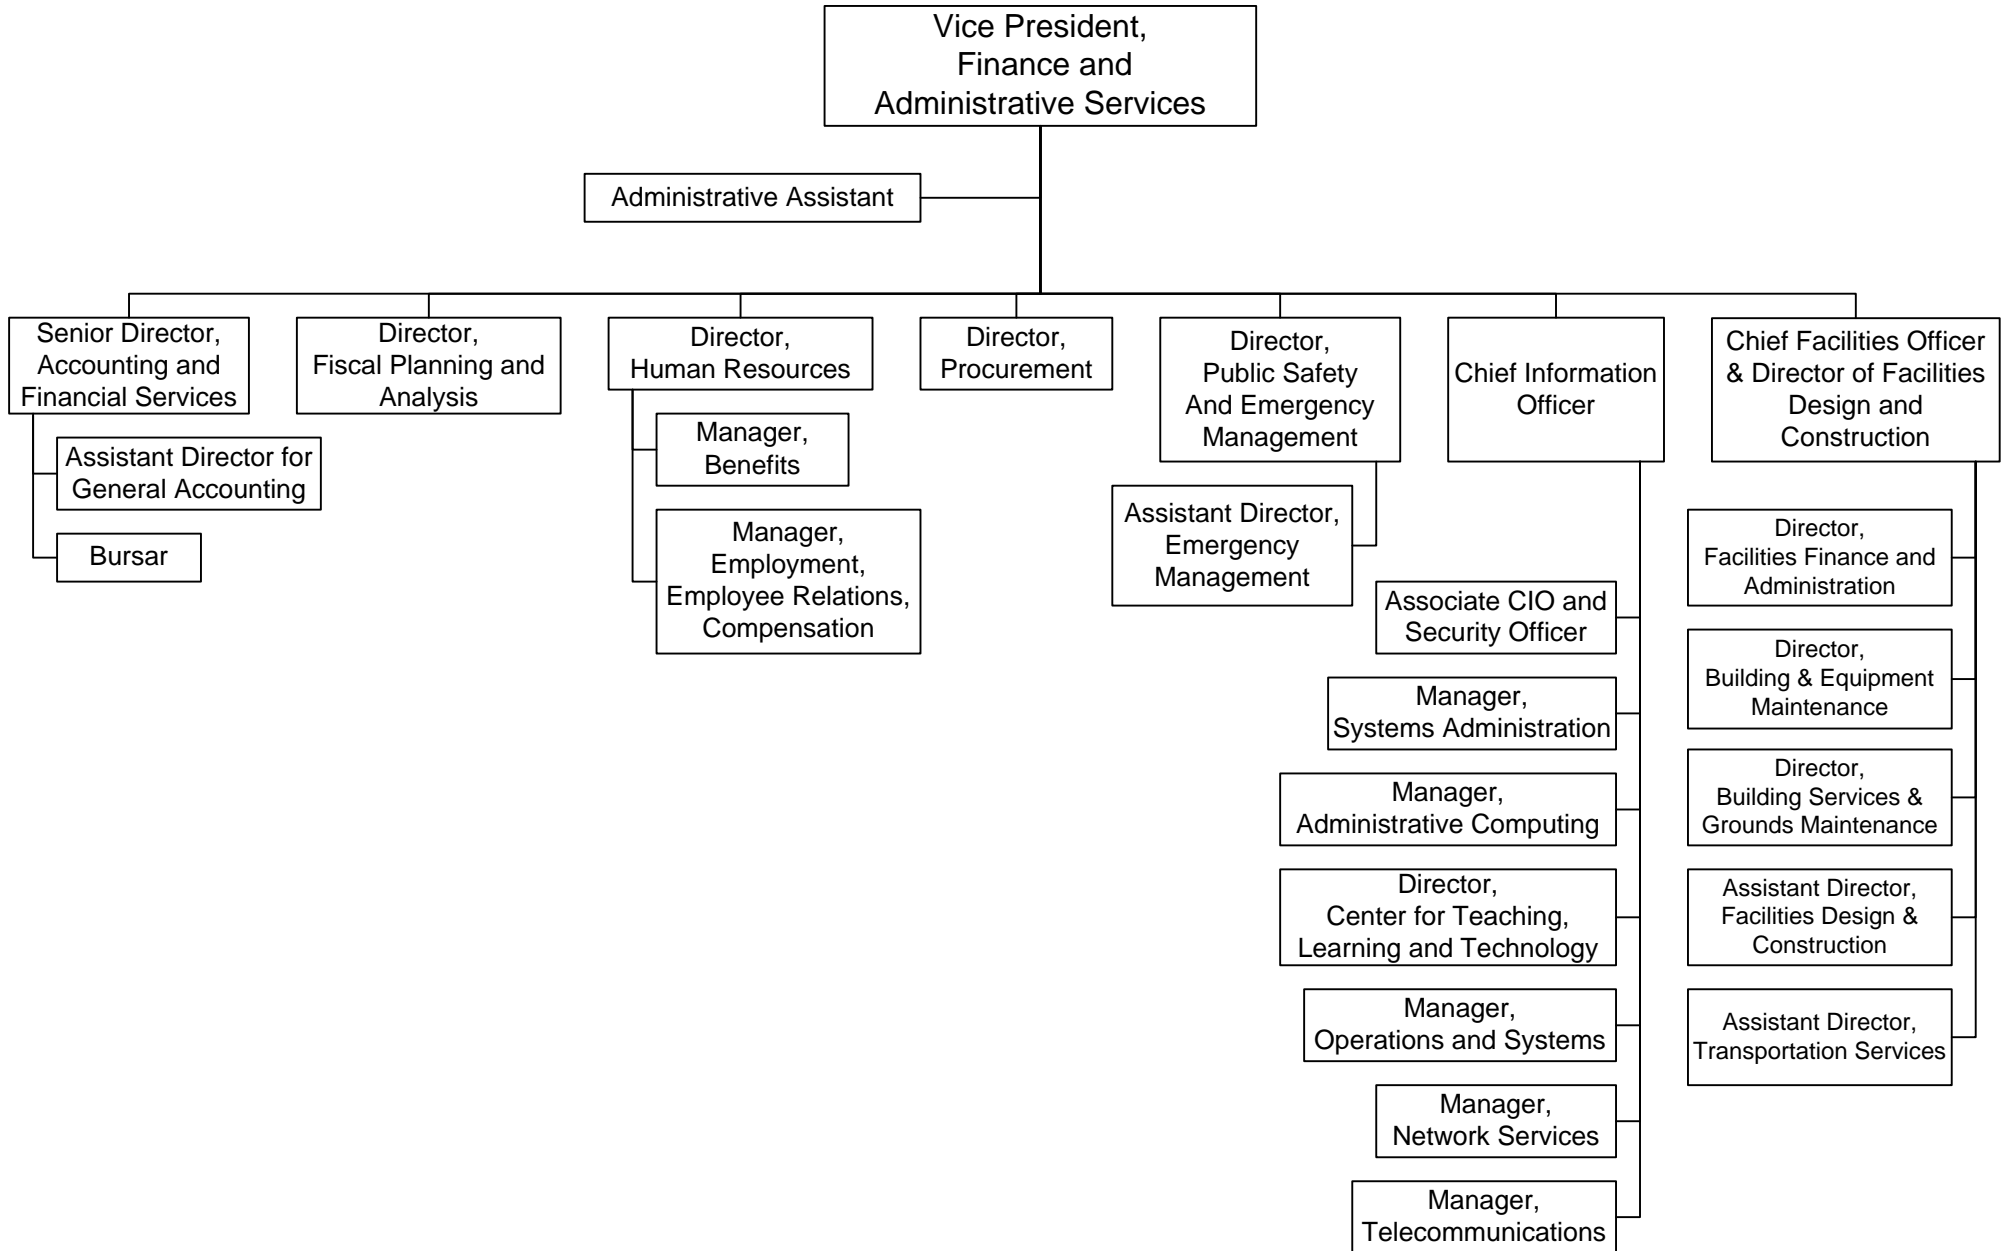 Vice President,
Finance and
Administrative Services
Administrative Assistant
Senior Director,
Accounting and
Financial Services
Assistant Director for
General Accounting
Bursar
Director,
Fiscal Planning and
Analysis
Director,
Human Resources
Manager,
Benefits
Manager,
Employment,
Employee Relations,
Compensation
Director,
Procurement
Director,
Public Safety
And Emergency
Management
Assistant Director,
Emergency
Management
Chief Information
Officer
Associate CIO and
Security Officer
Manager,
Systems Administration
Manager,
Administrative Computing
Director,
Center for Teaching,
Learning and Technology
Manager,
Operations and Systems
Manager,
Network Services
Manager,
Telecommunications
Chief Facilities Officer
& Director of Facilities
Design and
Construction
Director,
Facilities Finance and
Administration
Director,
Building & Equipment
Maintenance
Director,
Building Services &
Grounds Maintenance
Assistant Director,
Facilities Design &
Construction
Assistant Director,
Transportation Services